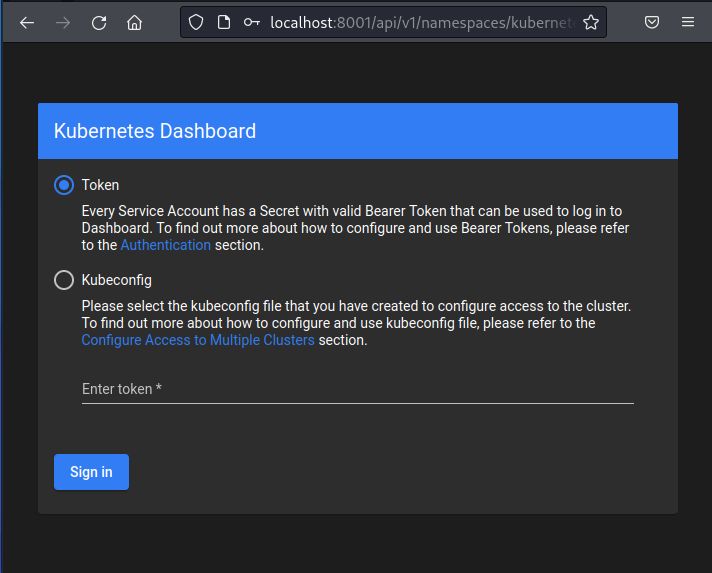 localhost:8001/api/v1/namespaces/kubernet
Kubernetes Dashboard
Token
Every Service Account has a Secret with valid Bearer Token that can be used to log in to
Dashboard. To find out more about how to configure and use Bearer Tokens, please refer
to the Authentication section.
Kubeconfig
Please select the kubeconfig file that you have created to configure access to the cluster.
To find out more about how to configure and use kubeconfig file, please refer to the
Configure Access to Multiple Clusters section.
Enter token *
Sign in